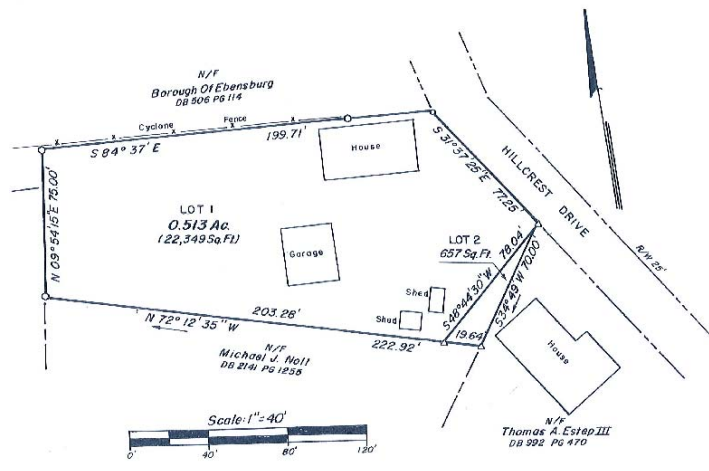 N/F
Borough Of Ebensburg
DB 506 PG 114
Cyclone Fence
199.71'
S 84° 37' E
House
S 31° 37' 25" E
77.25'
HILLCREST DRIVE
R/W 25'
N 09° 54' 15" E 75.00'
LOT 1
0.513 Ac.
(22,349 Sq.Ft)
Garage
LOT 2
657 Sq.Ft.
78.04'
S 48° 44' 30" W
S 34° 49' W 70.00'
Shed
Shed
203.28'
N 72° 12' 35" W
19.64'
222.92'
N/F
Michael J. Noll
DB 2141 PG 1255
House
N/F
Thomas A. Estep III
DB 992 PG 470
Scale: 1" = 40'
0' 40' 80' 120'